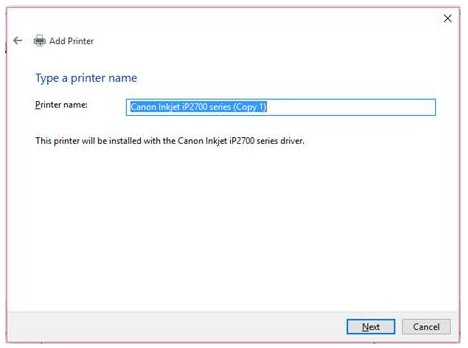 Add Printer
Type a printer name
Printer name: Canon Inkjet iP2700 series (Copy 1)
This printer will be installed with the Canon Inkjet iP2700 series driver.
Next Cancel